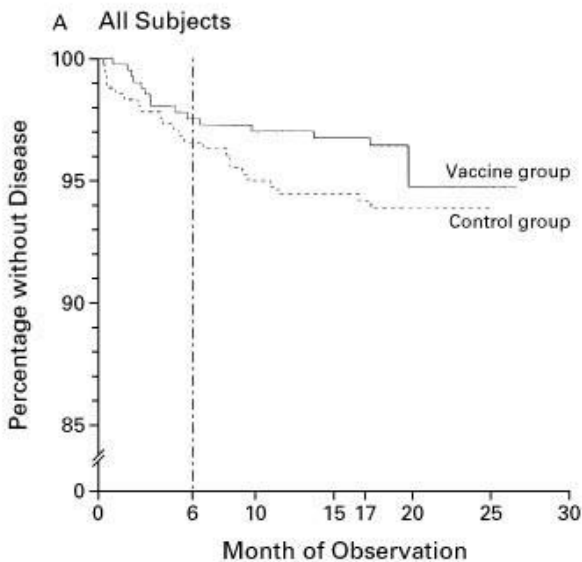 A All Subjects
100
95
90
85
0
Percentage without Disease
Vaccine group
Control group
0 6 10 15 17 20 25 30
Month of Observation